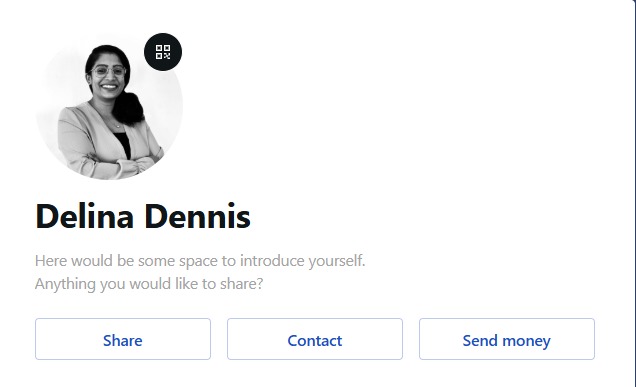 Delina Dennis
Here would be some space to introduce yourself.
Anything you would like to share?
Share
Contact
Send money